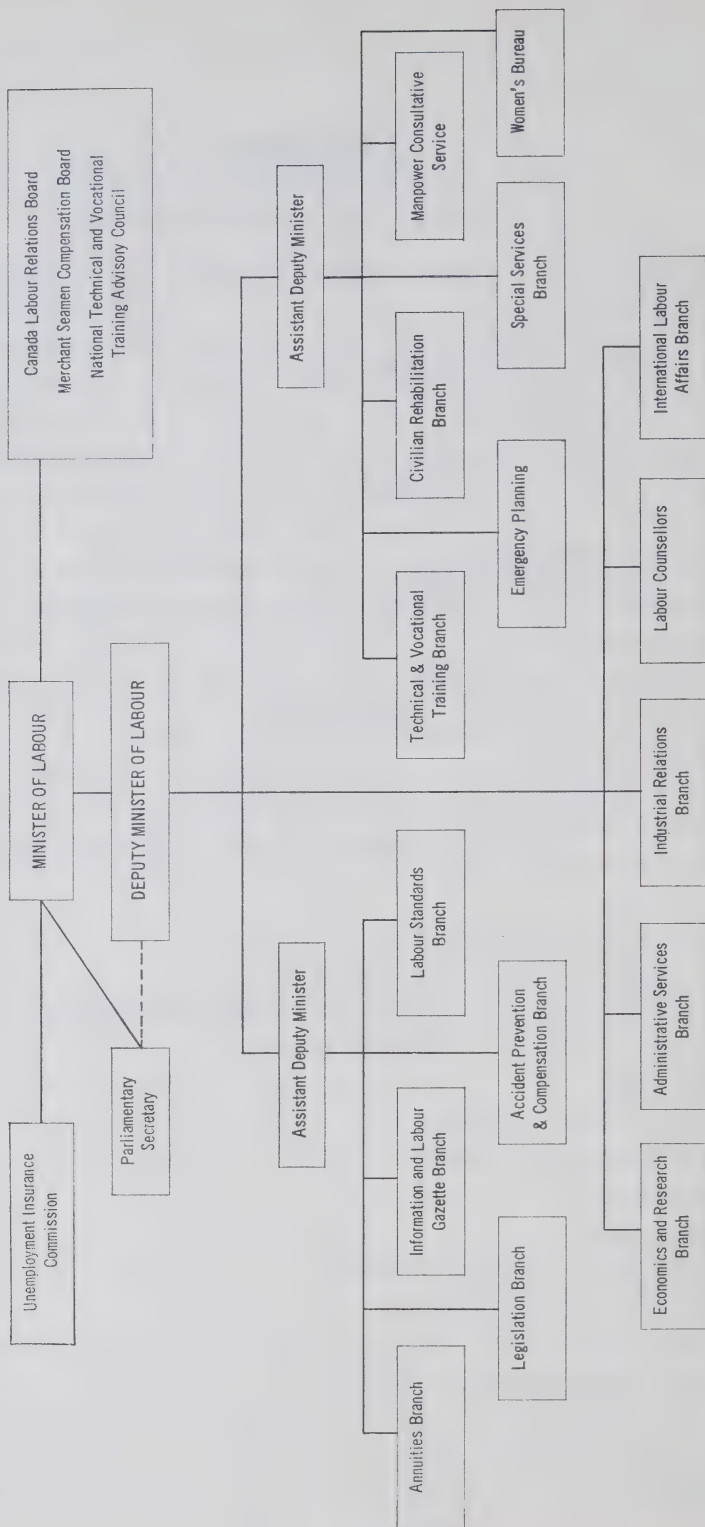 Unemployment Insurance
Commission
MINISTER OF LABOUR
Canada Labour Relations Board
Merchant Seamen Compensation Board
National Technical and Vocational
Training Advisory Council
Parliamentary
Secretary
DEPUTY MINISTER OF LABOUR
Assistant Deputy Minister
Assistant Deputy Minister
Annuities Branch
Information and Labour
Gazette Branch
Labour Standards
Branch
Technical & Vocational
Training Branch
Civilian Rehabilitation
Branch
Manpower Consultative
Service
Legislation Branch
Accident Prevention
& Compensation Branch
Emergency Planning
Special Services
Branch
Women's Bureau
Economics and Research
Branch
Administrative Services
Branch
Industrial Relations
Branch
Labour Counsellors
International Labour
Affairs Branch